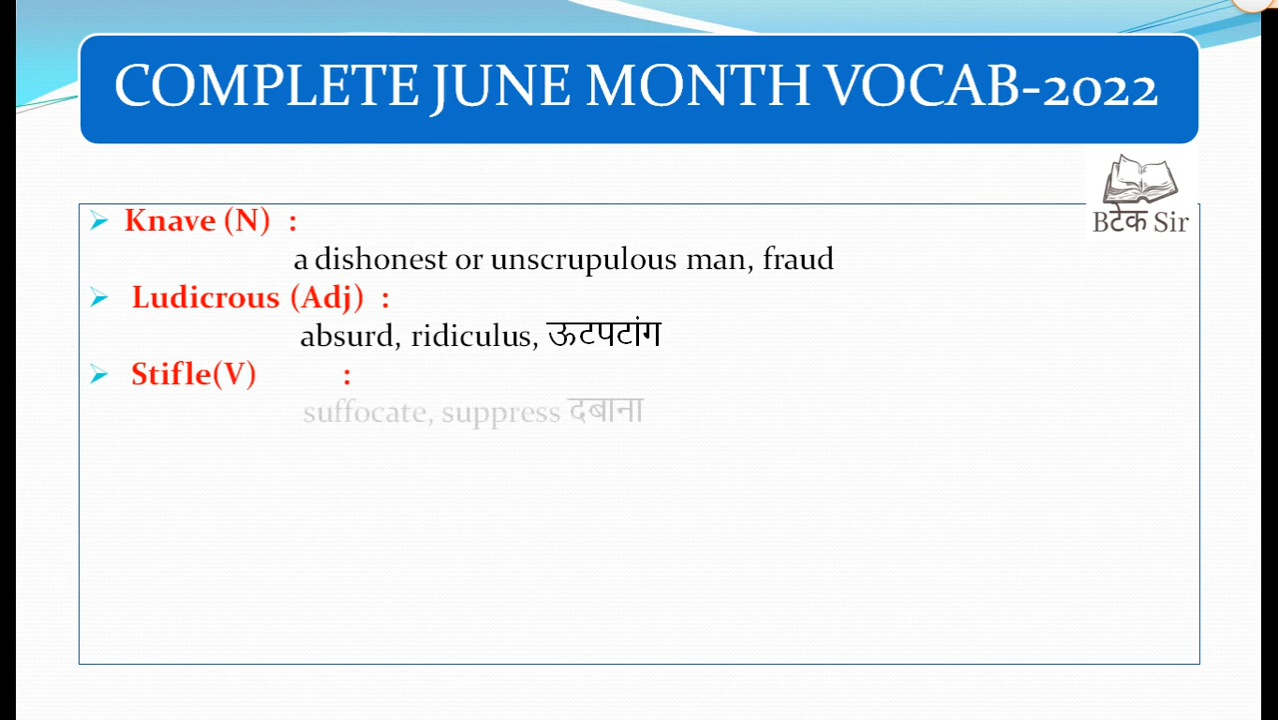 COMPLETE JUNE MONTH VOCAB-2022
Bटेक Sir
Knave (N) :
a dishonest or unscrupulous man, fraud
Ludicrous (Adj) :
absurd, ridiculus, ऊटपटांग
Stifle(V) :
suffocate, suppress दबाना